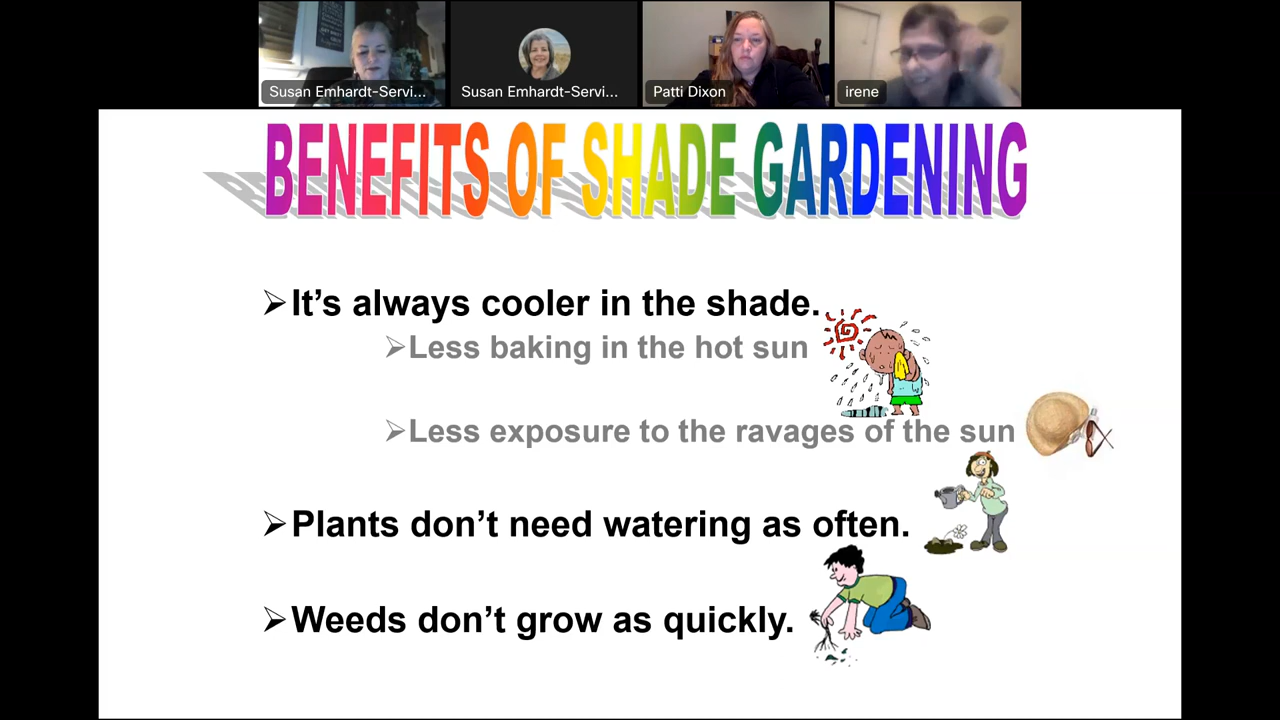 Susan Emhardt-Servi...
Susan Emhardt-Servi...
Patti Dixon
irene
BENEFITS OF SHADE GARDENING
➢It's always cooler in the shade.
➢Less baking in the hot sun
➢Less exposure to the ravages of the sun
➢Plants don't need watering as often.
➢Weeds don't grow as quickly.